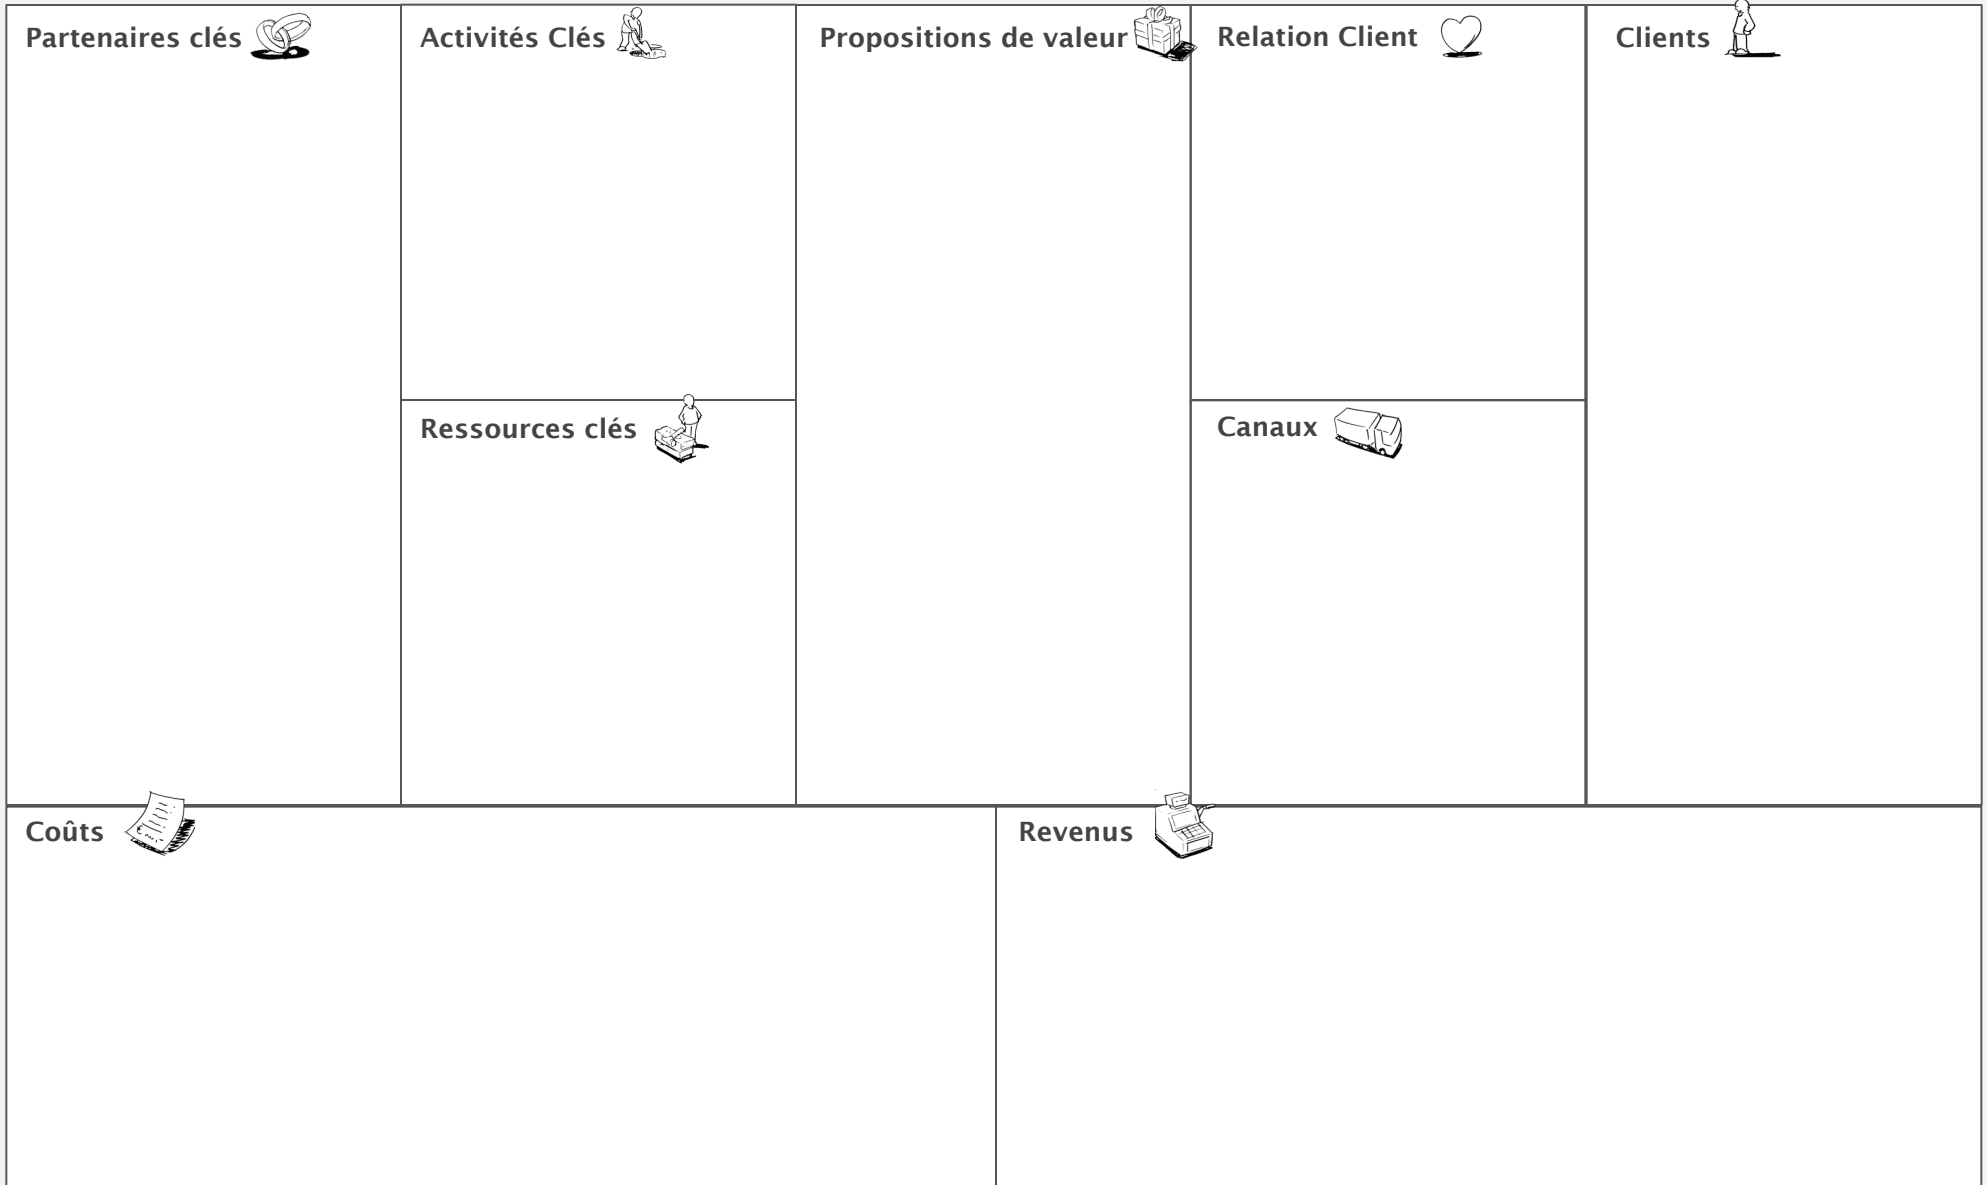 Partenaires clés
Activités Clés
Propositions de valeur
Relation Client
Clients
Ressources clés
Canaux
Coûts
Revenus